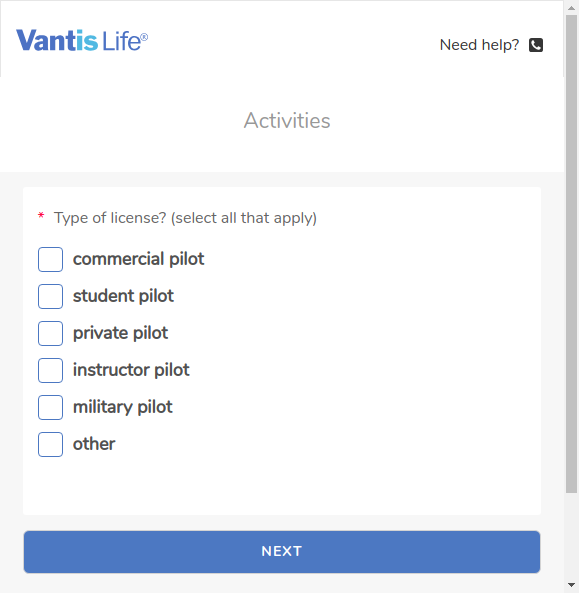 Vantis Life®
Need help?
Activities
* Type of license? (select all that apply)
commercial pilot
student pilot
private pilot
instructor pilot
military pilot
other
NEXT